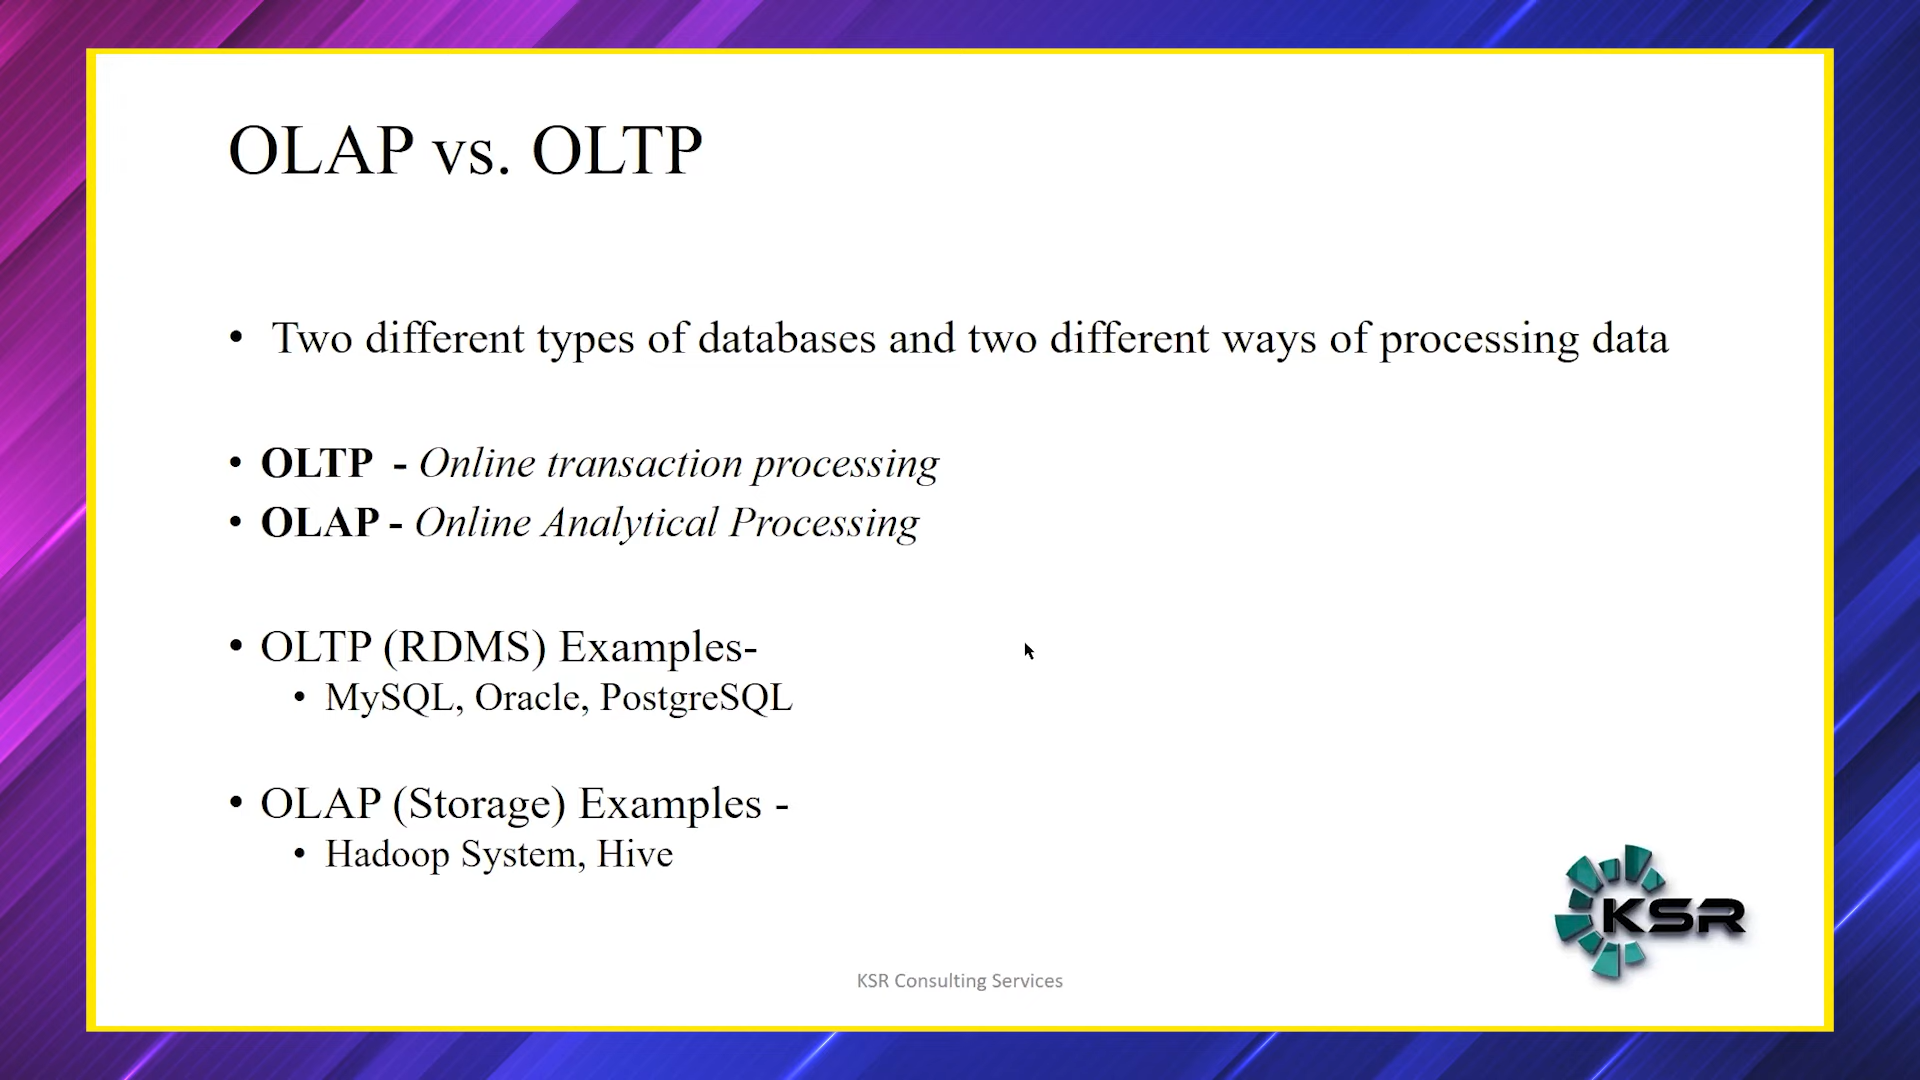 OLAP vs. OLTP
• Two different types of databases and two different ways of processing data
• OLTP - Online transaction processing
• OLAP - Online Analytical Processing
• OLTP (RDMS) Examples-
• MySQL, Oracle, PostgreSQL
• OLAP (Storage) Examples -
• Hadoop System, Hive
KSR
KSR Consulting Services